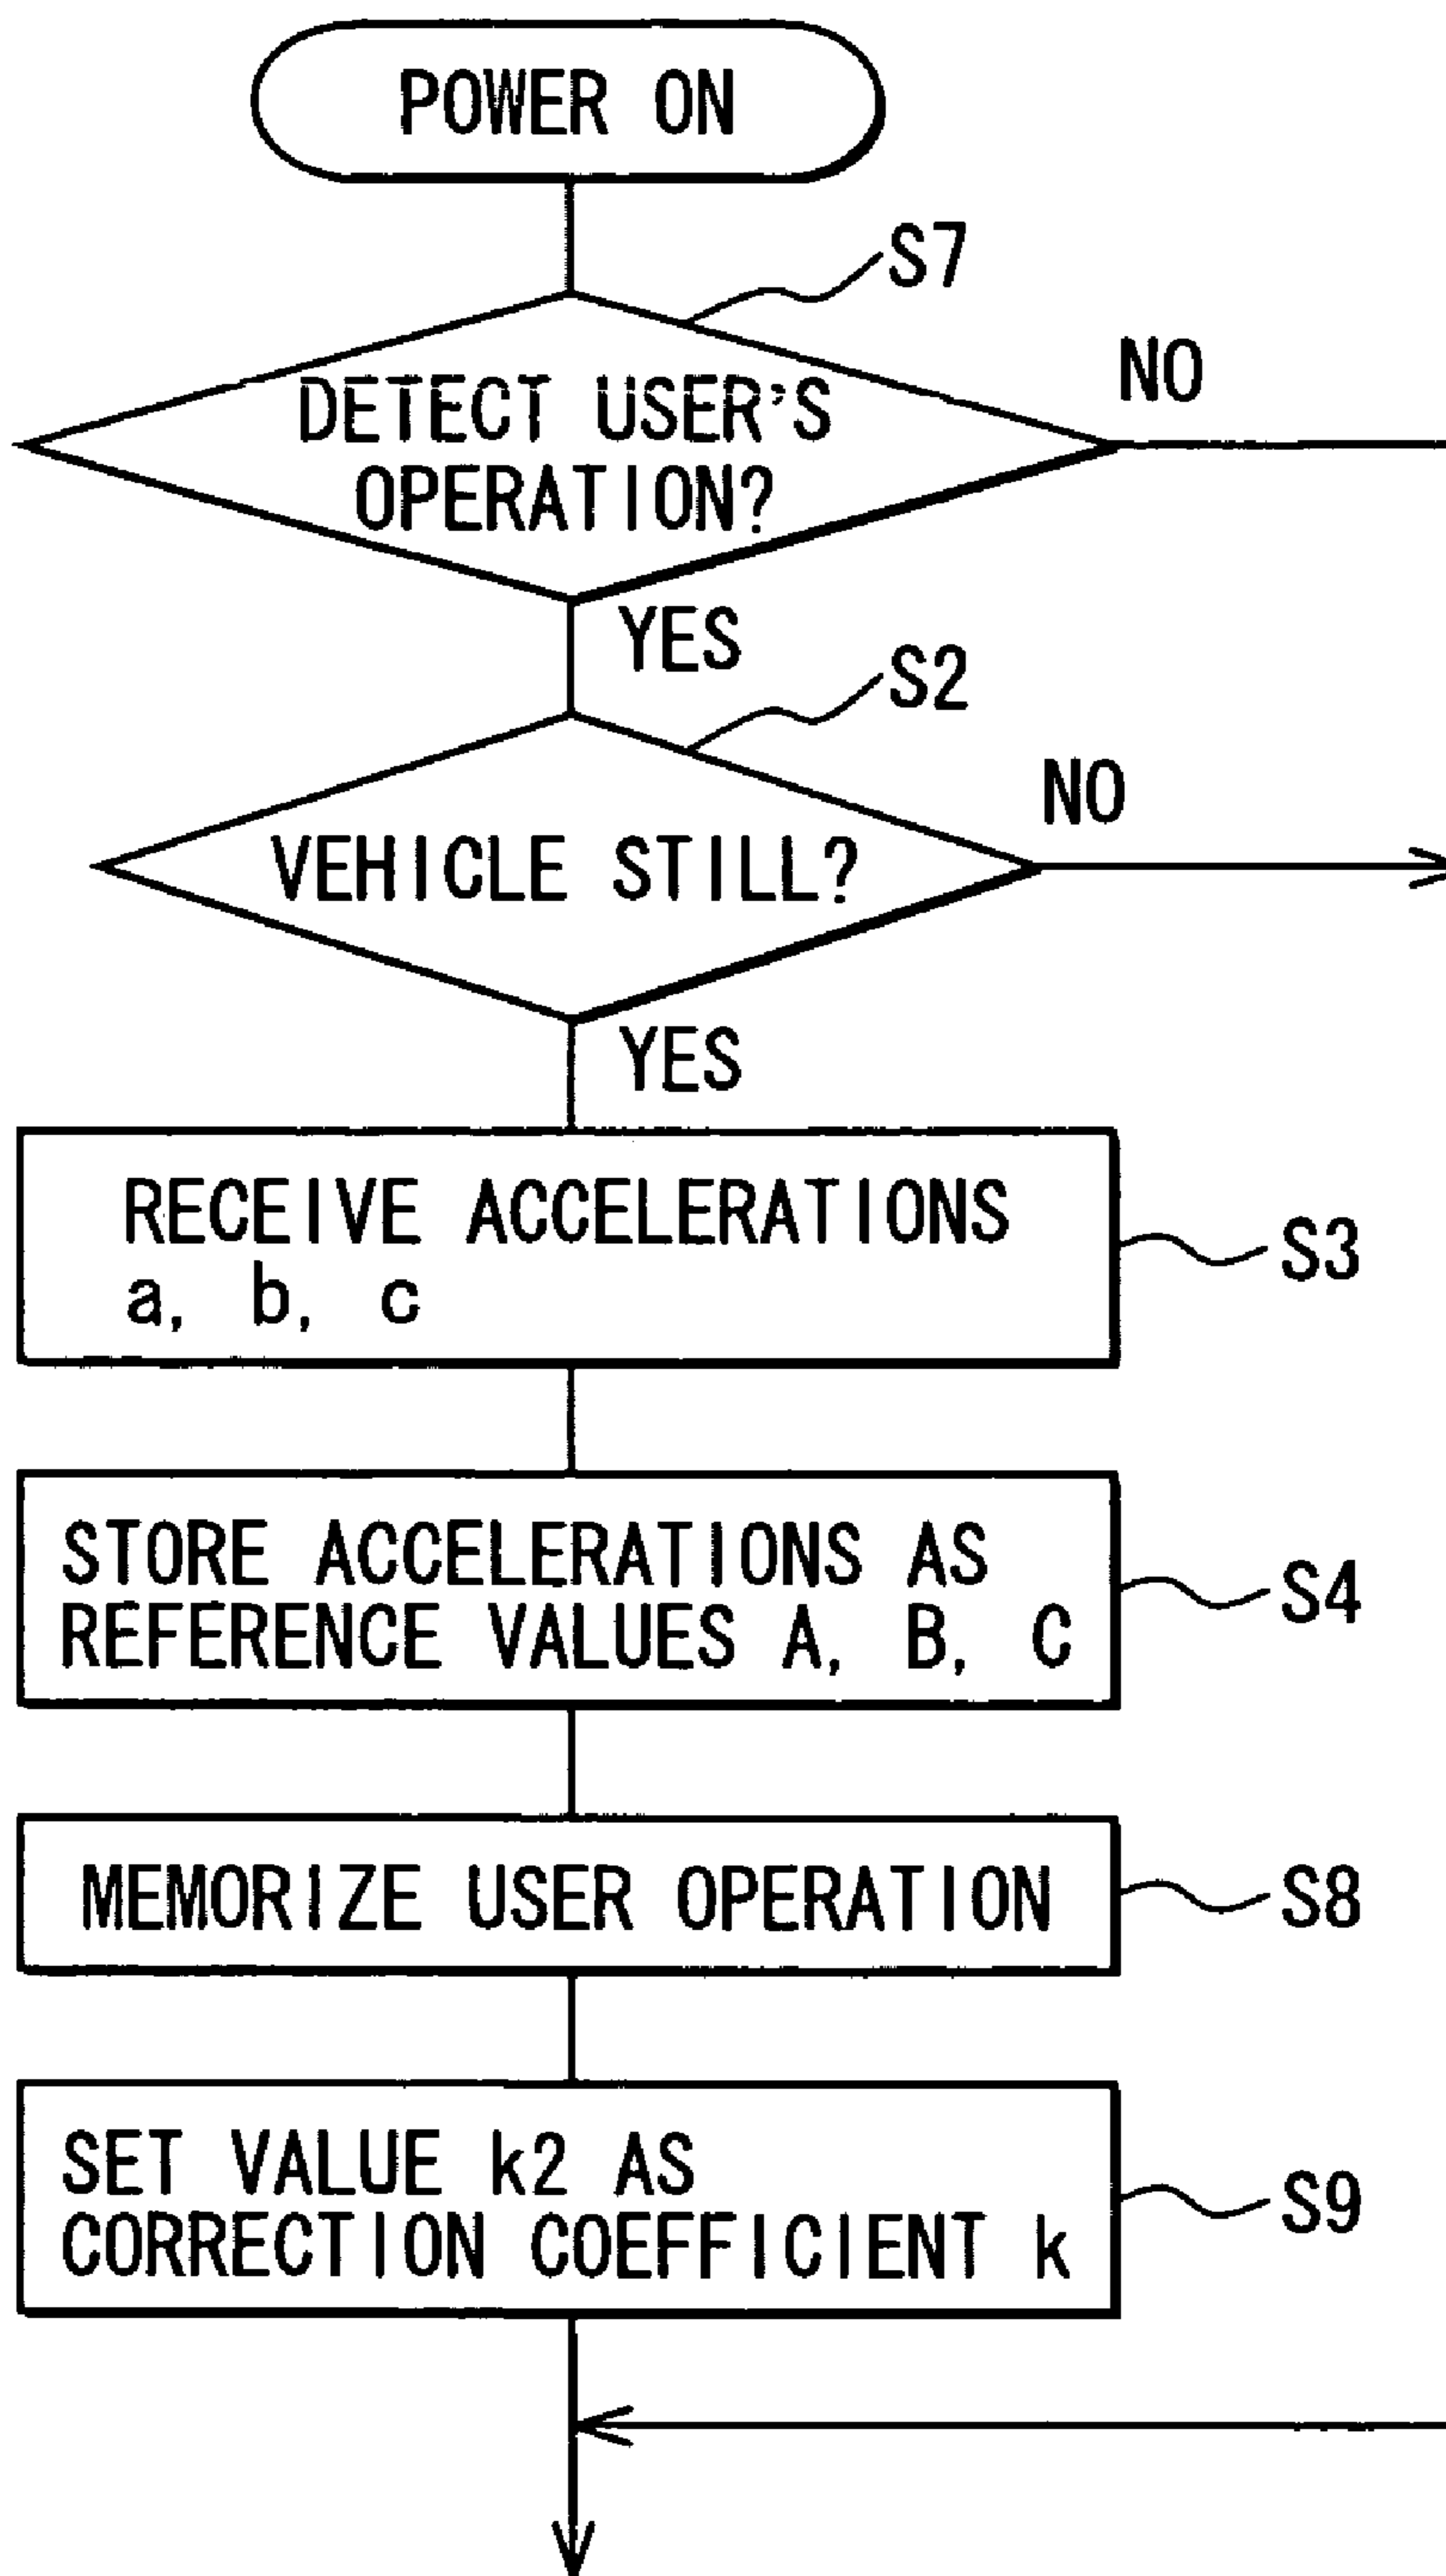 POWER ON
S7
NO
DETECT USER'S
OPERATION?
YES
S2
NO
VEHICLE STILL?
YES
RECEIVE ACCELERATIONS
a, b, c
S3
STORE ACCELERATIONS AS
REFERENCE VALUES A, B, C
S4
MEMORIZE USER OPERATION
S8
SET VALUE k2 AS
CORRECTION COEFFICIENT k
S9